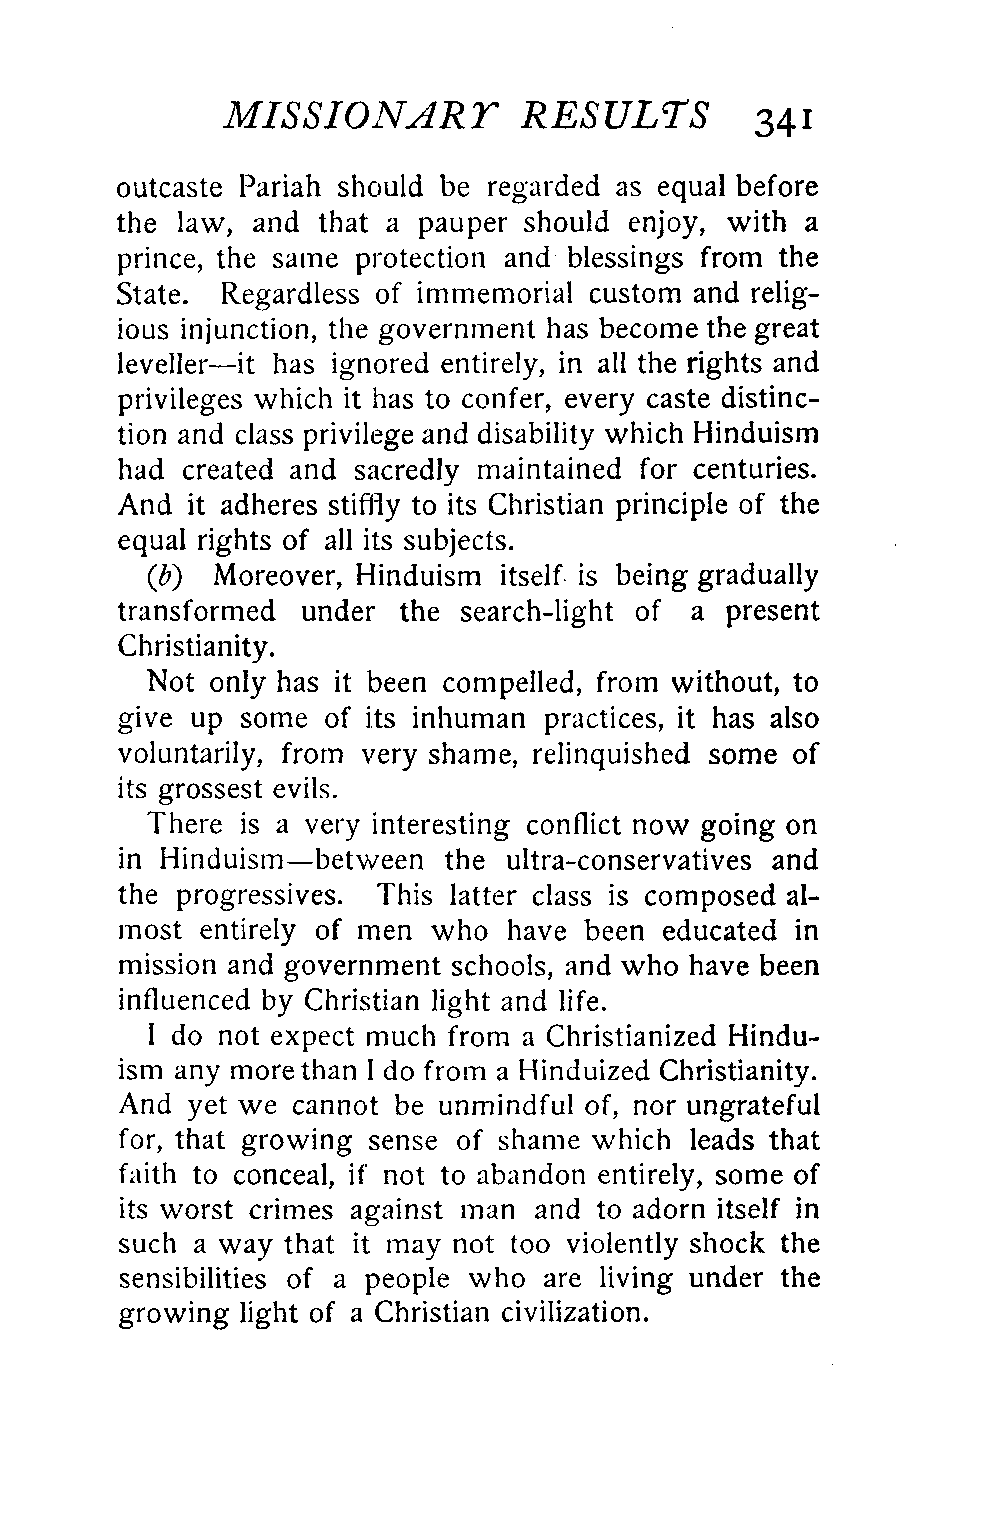 MISSIONARY RESULTS 341
outcaste Pariah should be regarded as equal before
the law, and that a pauper should enjoy, with a
prince, the same protection and blessings from the
State. Regardless of immemorial custom and relig-
ious injunction, the government has become the great
leveller—it has ignored entirely, in all the rights and
privileges which it has to confer, every caste distinc-
tion and class privilege and disability which Hinduism
had created and sacredly maintained for centuries.
And it adheres stiffly to its Christian principle of the
equal rights of all its subjects.
(b) Moreover, Hinduism itself is being gradually
transformed under the search-light of a present
Christianity.
Not only has it been compelled, from without, to
give up some of its inhuman practices, it has also
voluntarily, from very shame, relinquished some of
its grossest evils.
There is a very interesting conflict now going on
in Hinduism—between the ultra-conservatives and
the progressives. This latter class is composed al-
most entirely of men who have been educated in
mission and government schools, and who have been
influenced by Christian light and life.
I do not expect much from a Christianized Hindu-
ism any more than I do from a Hinduized Christianity.
And yet we cannot be unmindful of, nor ungrateful
for, that growing sense of shame which leads that
faith to conceal, if not to abandon entirely, some of
its worst crimes against man and to adorn itself in
such a way that it may not too violently shock the
sensibilities of a people who are living under the
growing light of a Christian civilization.